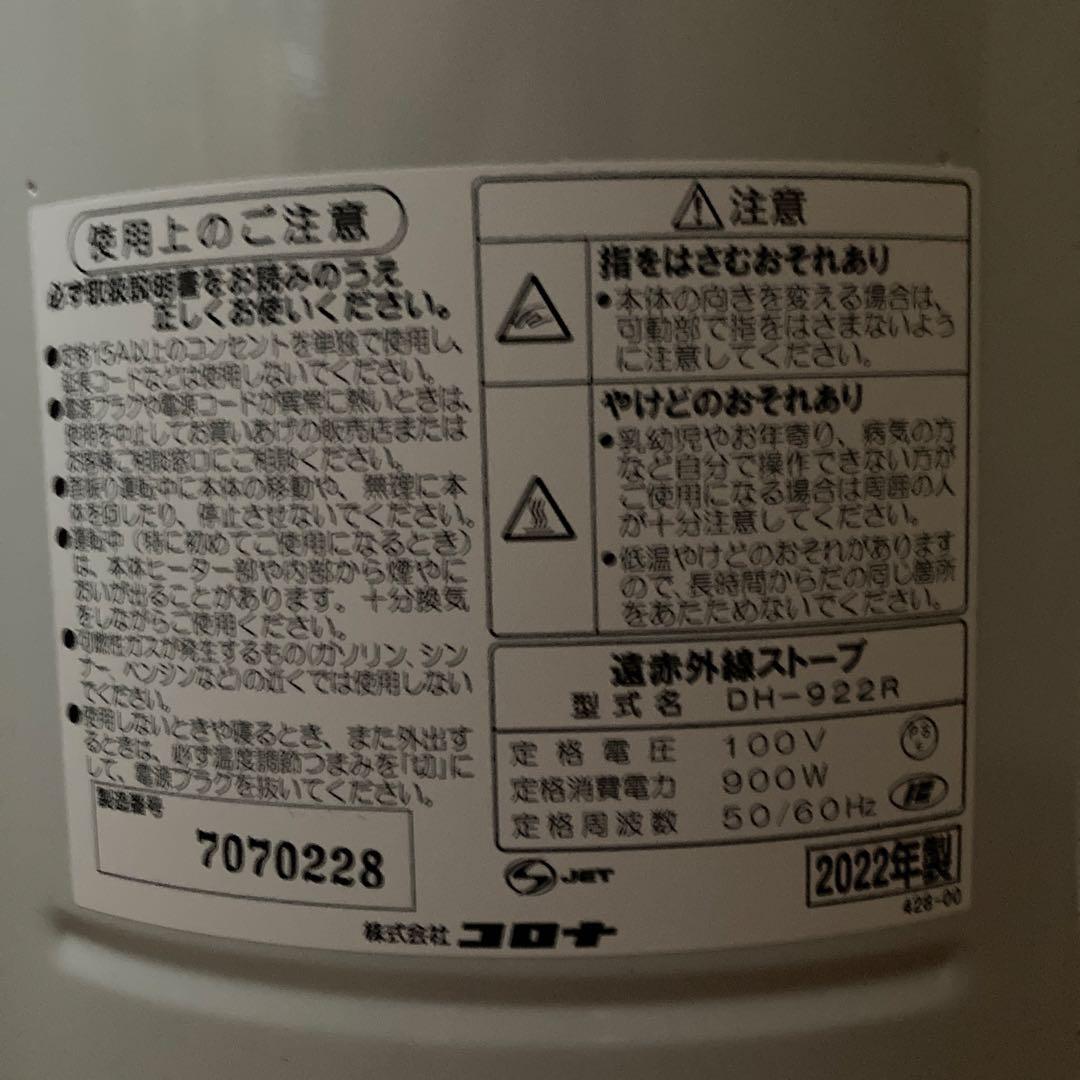 使用上のご注意
必ず取扱説明書をお読みのうえ
正しくお使いください。
●定格15A以上のコンセントを単独で使用し、
延長コードなどは使用しないでください。
●電源プラグや電源コードが異常に熱いときは、
使用を中止してお買いあげの販売店または
お客様ご相談窓口にご相談ください。
●首振り運転中に本体の移動や、無理に本
体を回したり、停止させないでください。
●運転中(特に初めてご使用になるとき)
は、本体ヒーター部や内部から煙やに
おいが出ることがあります。十分換気
をしながらご使用ください。
●可燃性ガスが発生するもの(ガソリン、シン
ナー、ベンジンなど)の近くでは使用しない
でください。
●使用しないときや寝るとき、また外出す
るときは、必ず温度調節つまみを「切」に
して、電源プラグを抜いてください。
製造番号
7070228
注意
指をはさむおそれあり
●本体の向きを変える場合は、
可動部で指をはさまないよう
に注意してください。
やけどのおそれあり
●乳幼児やお年寄り、病気の方
など自分で操作できない方が
ご使用になる場合は周囲の人
が十分注意してください。
●低温やけどのおそれがあります
ので、長時間からだの同じ箇所
をあたためないでください。
遠赤外線ストーブ
型式名 DH-922R
定格電圧 100V
定格消費電力 900W
定格周波数 50/60Hz
JET
2022年製
428-00
株式会社 コロナ